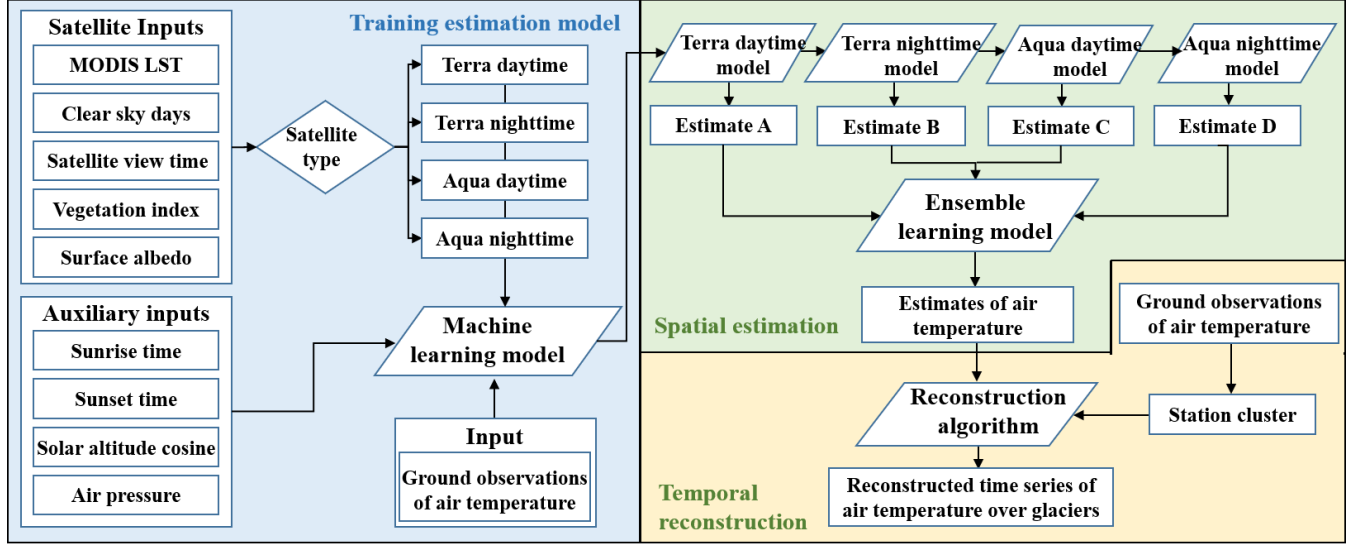 Training estimation model
Satellite Inputs
MODIS LST
Clear sky days
Satellite view time
Vegetation index
Surface albedo
Satellite
type
Terra daytime
Terra nighttime
Aqua daytime
Aqua nighttime
Auxiliary inputs
Sunrise time
Sunset time
Solar altitude cosine
Air pressure
Machine
learning model
Input
Ground observations
of air temperature
Terra daytime
model
Terra nighttime
model
Aqua daytime
model
Aqua nighttime
model
Estimate A
Estimate B
Estimate C
Estimate D
Ensemble
learning model
Estimates of air
temperature
Spatial estimation
Ground observations
of air temperature
Station cluster
Reconstruction
algorithm
Reconstructed time series of
air temperature over glaciers
Temporal
reconstruction